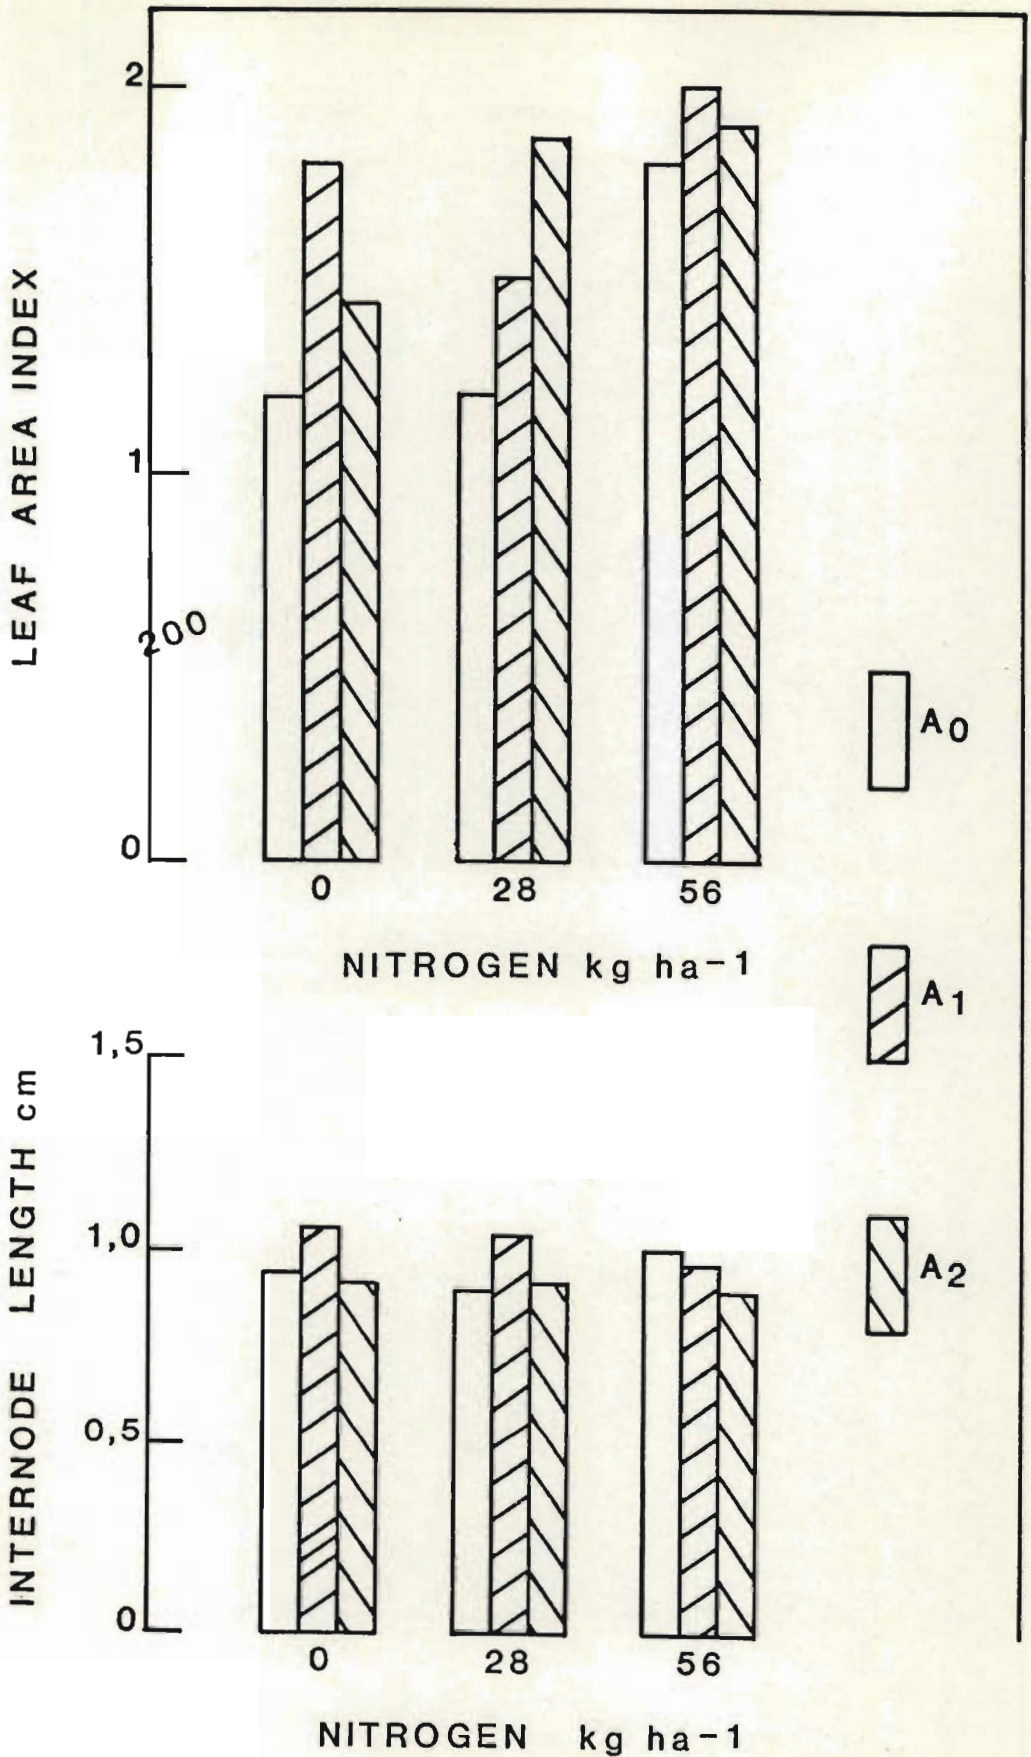 LEAF AREA INDEX
2
1
200
0
0 28 56
NITROGEN kg ha-1
A0
A1
A2
INTERNODE LENGTH cm
1,5
1,0
0,5
0
0 28 56
NITROGEN kg ha-1